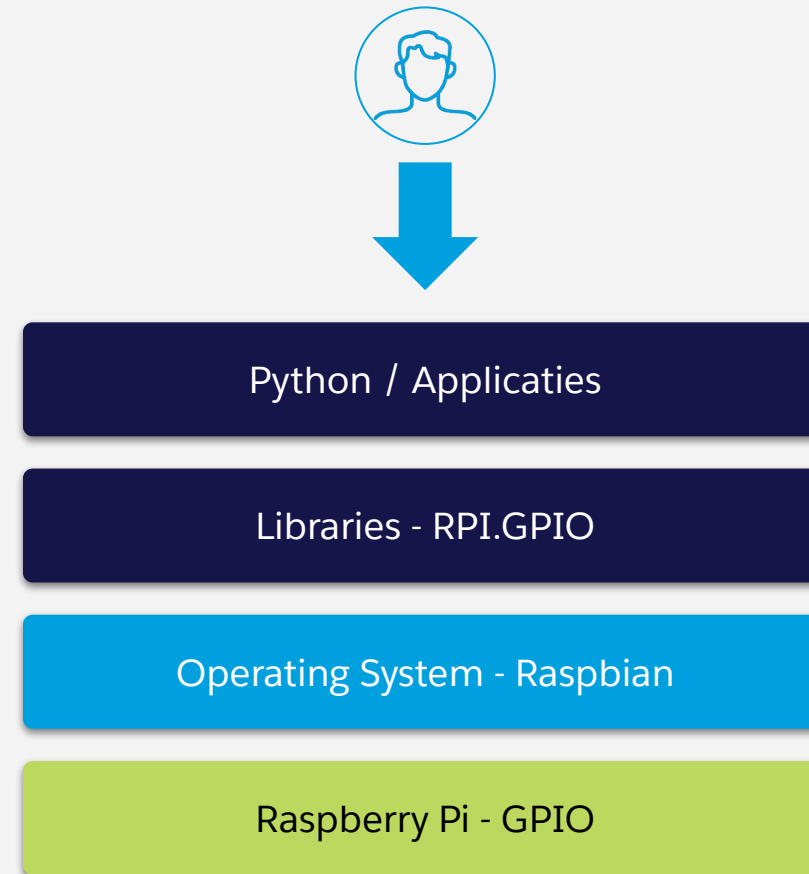 Python / Applicaties
Libraries - RPI.GPIO
Operating System - Raspbian
Raspberry Pi - GPIO